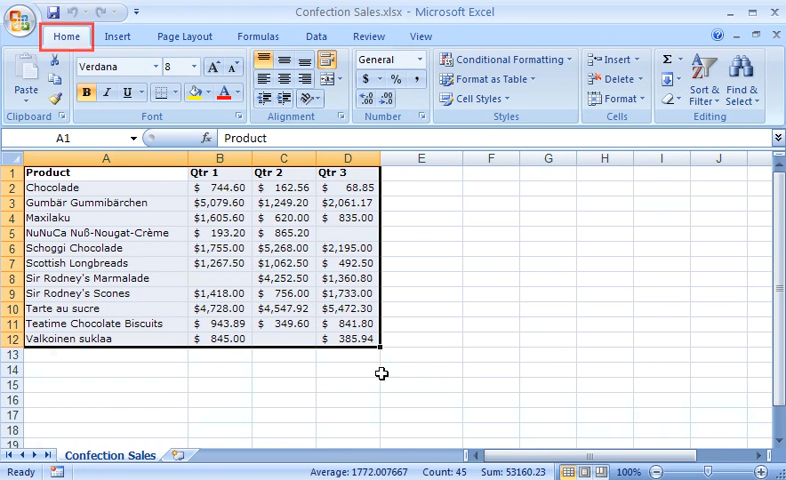 Confection Sales.xlsx - Microsoft Excel
Home Insert Page Layout Formulas Data Review View
Verdana 8 A A General Conditional Formatting Insert Σ
Paste $ % , Format as Table Delete Sort & Filter Find & Select
B I U A .0 .00 .00 .0 Cell Styles Format
Clipboard Font Alignment Number Styles Cells Editing
A1 fx Product
A B C D E F G H I J
1 Product Qtr 1 Qtr 2 Qtr 3
2 Chocolade $ 744.60 $ 162.56 $ 68.85
3 Gumbär Gummibärchen $5,079.60 $1,249.20 $2,061.17
4 Maxilaku $1,605.60 $ 620.00 $ 835.00
5 NuNuCa Nuß-Nougat-Crème $ 193.20 $ 865.20
6 Schoggi Chocolade $1,755.00 $5,268.00 $2,195.00
7 Scottish Longbreads $1,267.50 $1,062.50 $ 492.50
8 Sir Rodney's Marmalade $4,252.50 $1,360.80
9 Sir Rodney's Scones $1,418.00 $ 756.00 $1,733.00
10 Tarte au sucre $4,728.00 $4,547.92 $5,472.30
11 Teatime Chocolate Biscuits $ 943.89 $ 349.60 $ 841.80
12 Valkoinen suklaa $ 845.00 $ 385.94
13
14
15
16
17
18
19
Confection Sales
Ready Average: 1772.007667 Count: 45 Sum: 53160.23 100%